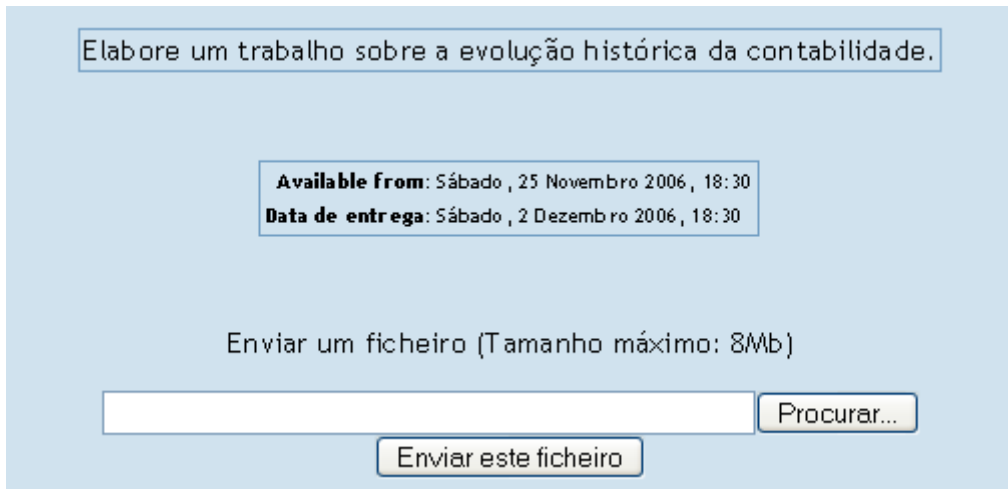 Elabore um trabalho sobre a evolução histórica da contabilidade.
Available from: Sábado, 25 Novembro 2006, 18:30
Data de entrega: Sábado, 2 Dezembro 2006, 18:30
Enviar um ficheiro (Tamanho máximo: 8Mb)
Procurar...
Enviar este ficheiro